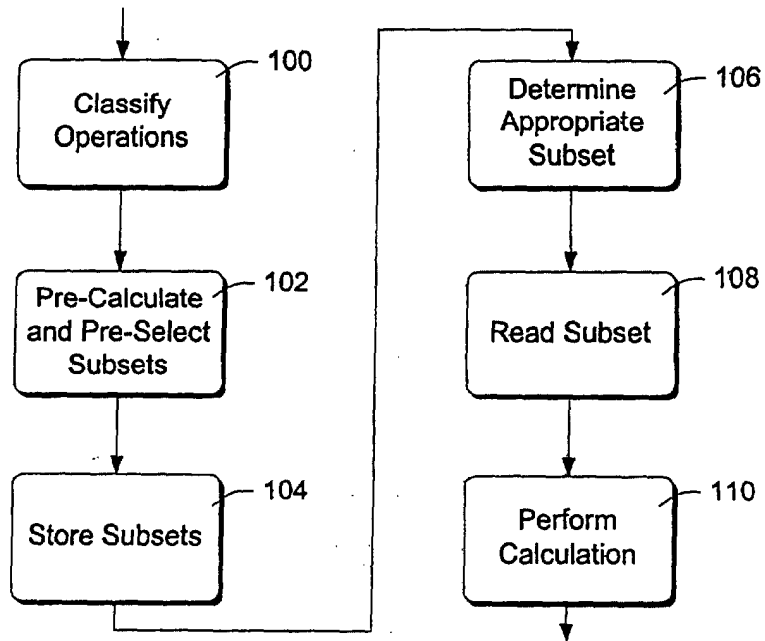 100
Classify
Operations
102
Pre-Calculate
and Pre-Select
Subsets
104
Store Subsets
106
Determine
Appropriate
Subset
108
Read Subset
110
Perform
Calculation